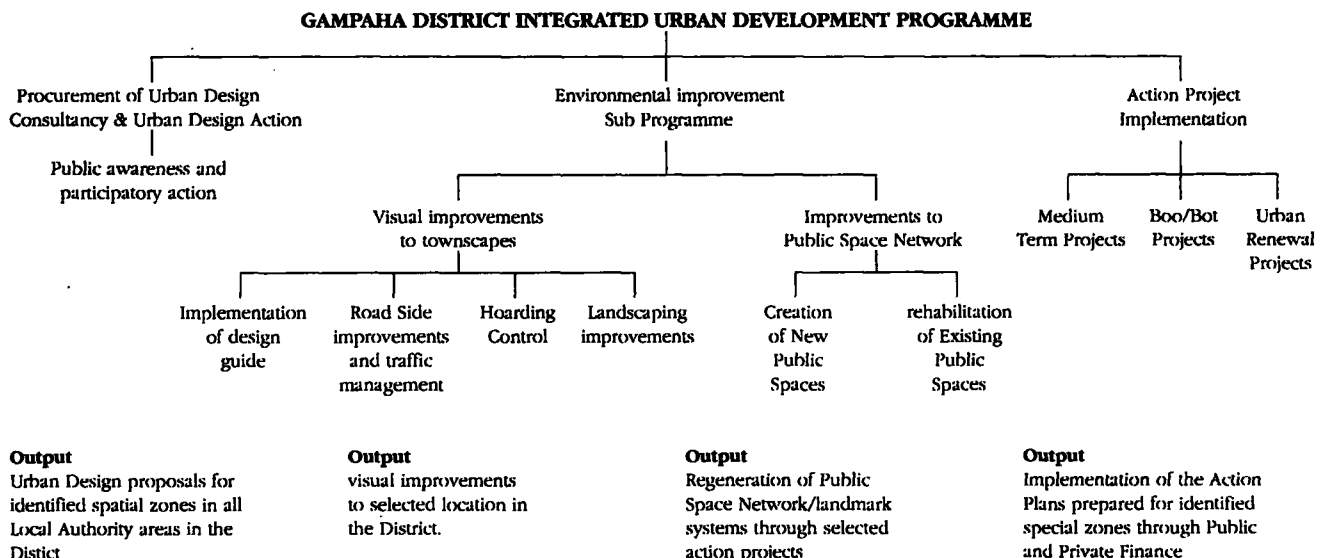 GAMPAHA DISTRICT INTEGRATED URBAN DEVELOPMENT PROGRAMME
Procurement of Urban Design
Consultancy & Urban Design Action
Public awareness and
participatory action
Environmental improvement
Sub Programme
Action Project
Implementation
Visual improvements
to townscapes
Improvements to
Public Space Network
Medium
Term Projects
Boo/Bot
Projects
Urban
Renewal
Projects
Implementation
of design
guide
Road Side
improvements
and traffic
management
Hoarding
Control
Landscaping
improvements
Creation
of New
Public
Spaces
rehabilitation
of Existing
Public
Spaces
Output
Urban Design proposals for
identified spatial zones in all
Local Authority areas in the
Distict
Output
visual improvements
to selected location in
the District.
Output
Regeneration of Public
Space Network/landmark
systems through selected
action projects
Output
Implementation of the Action
Plans prepared for identified
special zones through Public
and Private Finance